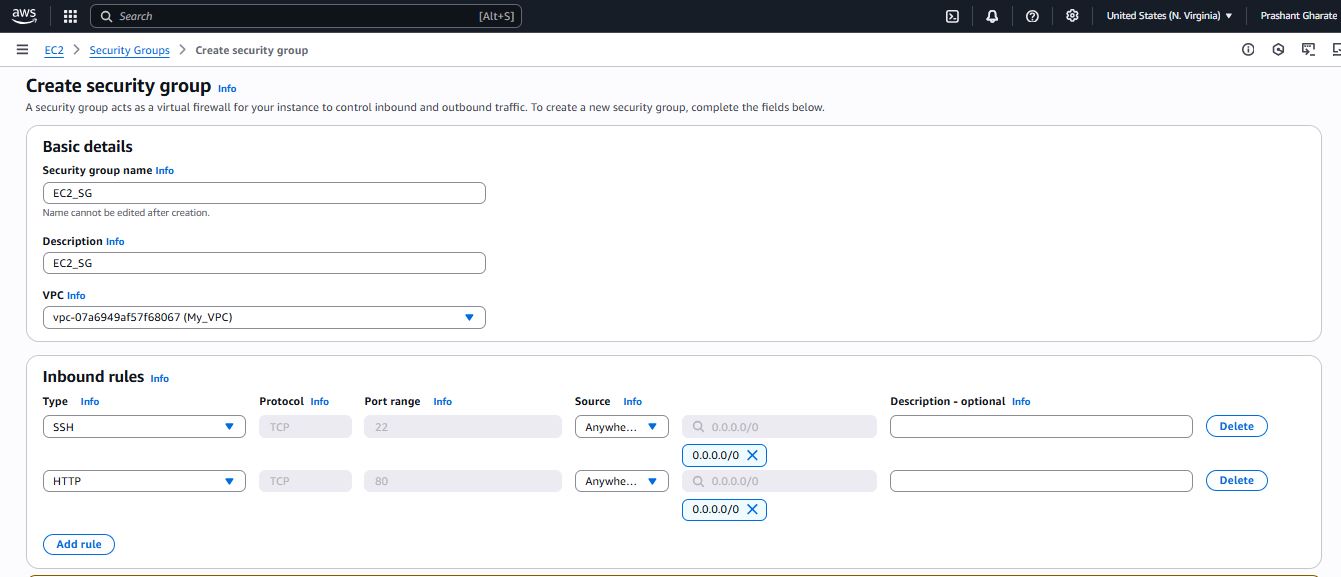 aws Search [Alt+S] United States (N. Virginia) Prashant Gharate
EC2 Security Groups Create security group
Create security group Info
A security group acts as a virtual firewall for your instance to control inbound and outbound traffic. To create a new security group, complete the fields below.
Basic details
Security group name Info
EC2_SG
Name cannot be edited after creation.
Description Info
EC2_SG
VPC Info
vpc-07a6949af57f68067 (My_VPC)
Inbound rules Info
Type Info Protocol Info Port range Info Source Info Description - optional Info
SSH TCP 22 Anywhe... 0.0.0.0/0 Delete
0.0.0.0/0
HTTP TCP 80 Anywhe... 0.0.0.0/0 Delete
0.0.0.0/0
Add rule